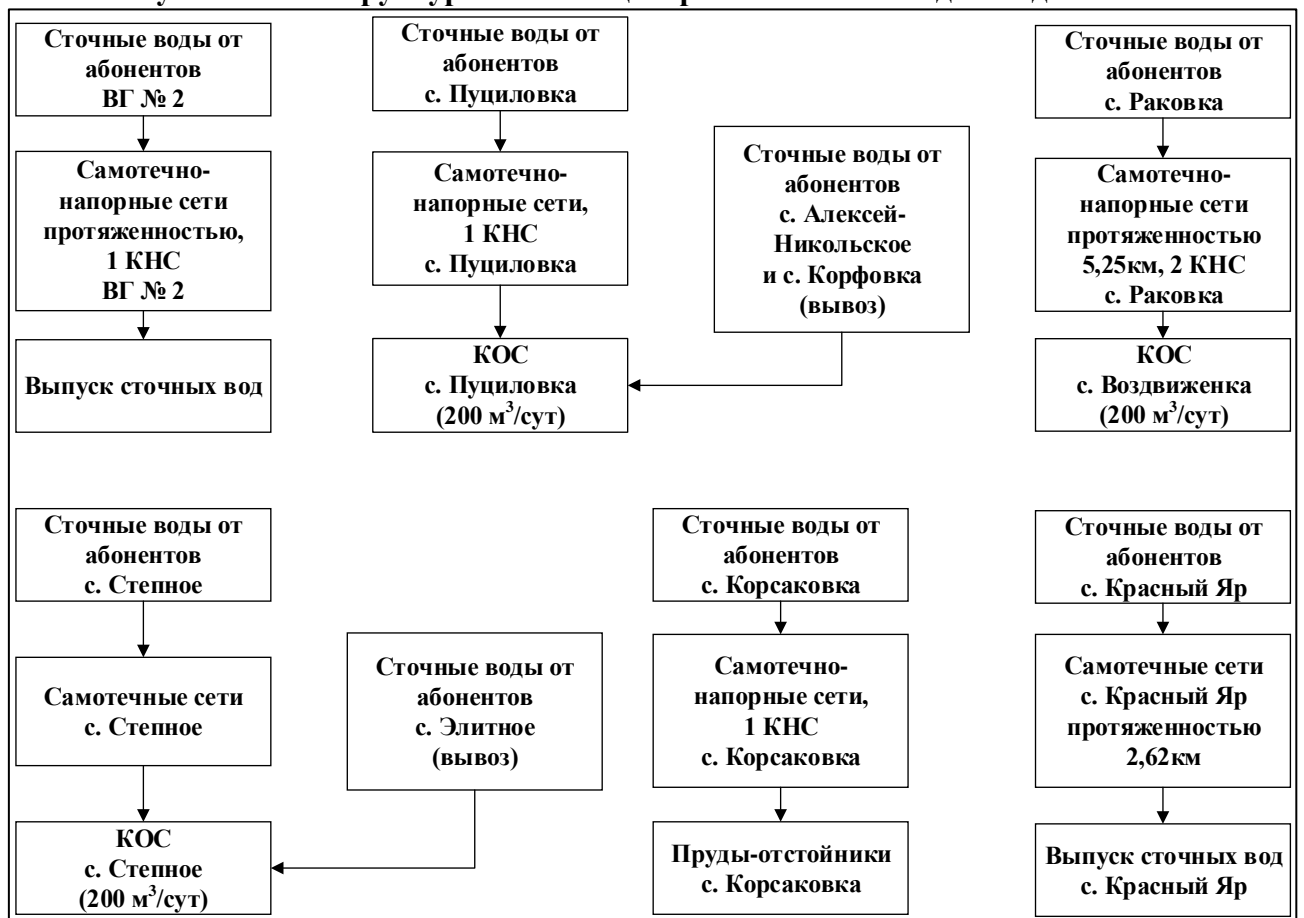 Сточные воды от
абонентов
ВГ № 2
Самотечно-
напорные сети
протяженностью,
1 КНС
ВГ № 2
Выпуск сточных вод
Сточные воды от
абонентов
с. Пуциловка
Самотечно-
напорные сети,
1 КНС
с. Пуциловка
КОС
с. Пуциловка
(200 м³/сут)
Сточные воды от
абонентов
с. Алексей-
Никольское
и с. Корфовка
(вывоз)
Сточные воды от
абонентов
с. Раковка
Самотечно-
напорные сети
протяженностью
5,25км, 2 КНС
с. Раковка
КОС
с. Воздвиженка
(200 м³/сут)
Сточные воды от
абонентов
с. Степное
Самотечные сети
с. Степное
КОС
с. Степное
(200 м³/сут)
Сточные воды от
абонентов
с. Элитное
(вывоз)
Сточные воды от
абонентов
с. Корсаковка
Самотечно-
напорные сети,
1 КНС
с. Корсаковка
Пруды-отстойники
с. Корсаковка
Сточные воды от
абонентов
с. Красный Яр
Самотечные сети
с. Красный Яр
протяженностью
2,62км
Выпуск сточных вод
с. Красный Яр